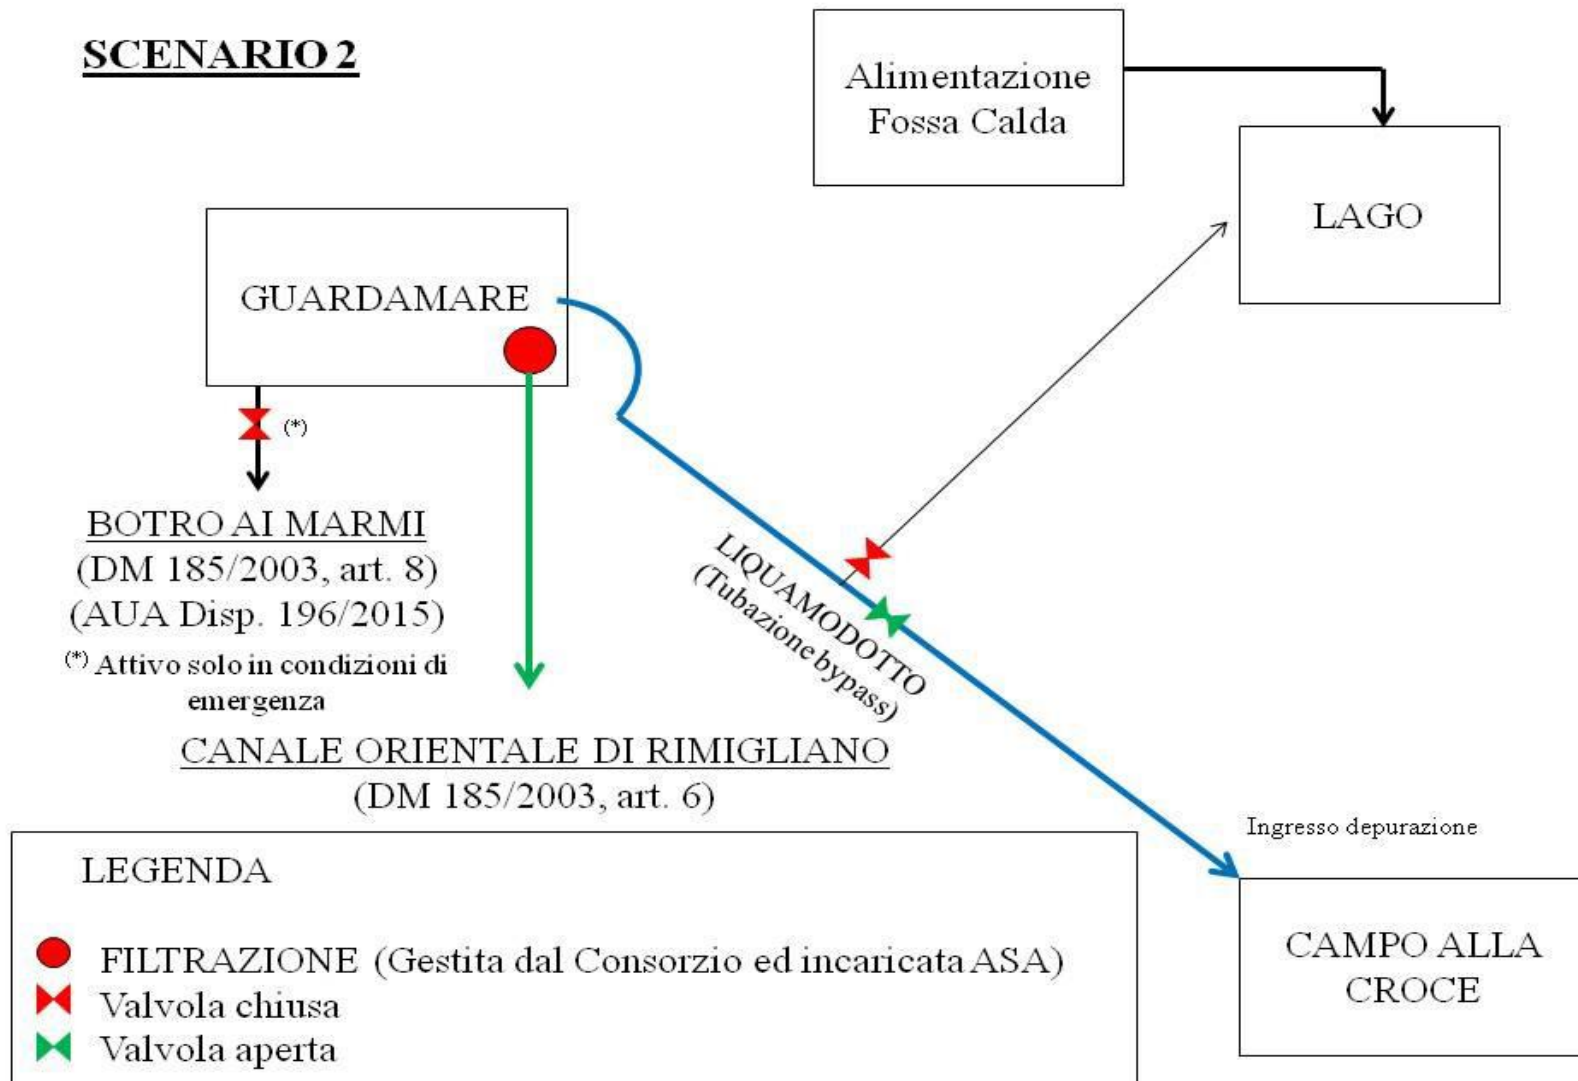 SCENARIO 2
Alimentazione
Fossa Calda
LAGO
GUARDAMARE
(*)
BOTRO AI MARMI
(DM 185/2003, art. 8)
(AUA Disp. 196/2015)
(*) Attivo solo in condizioni di
emergenza
LIQUAMODOTTO
(Tubazione bypass)
CANALE ORIENTALE DI RIMIGLIANO
(DM 185/2003, art. 6)
Ingresso depurazione
CAMPO ALLA
CROCE
LEGENDA
FILTRAZIONE (Gestita dal Consorzio ed incaricata ASA)
Valvola chiusa
Valvola aperta